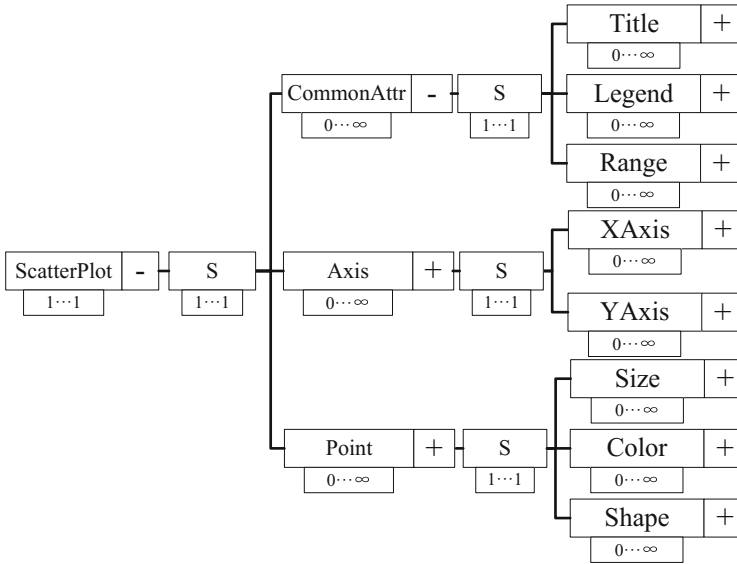 Title +
0···∞
CommonAttr - S
0···∞ 1···1
Legend +
0···∞
Range +
0···∞
ScatterPlot - S
1···1 1···1
Axis + S
0···∞ 1···1
XAxis +
0···∞
YAxis +
0···∞
Point + S
0···∞ 1···1
Size +
0···∞
Color +
0···∞
Shape +
0···∞